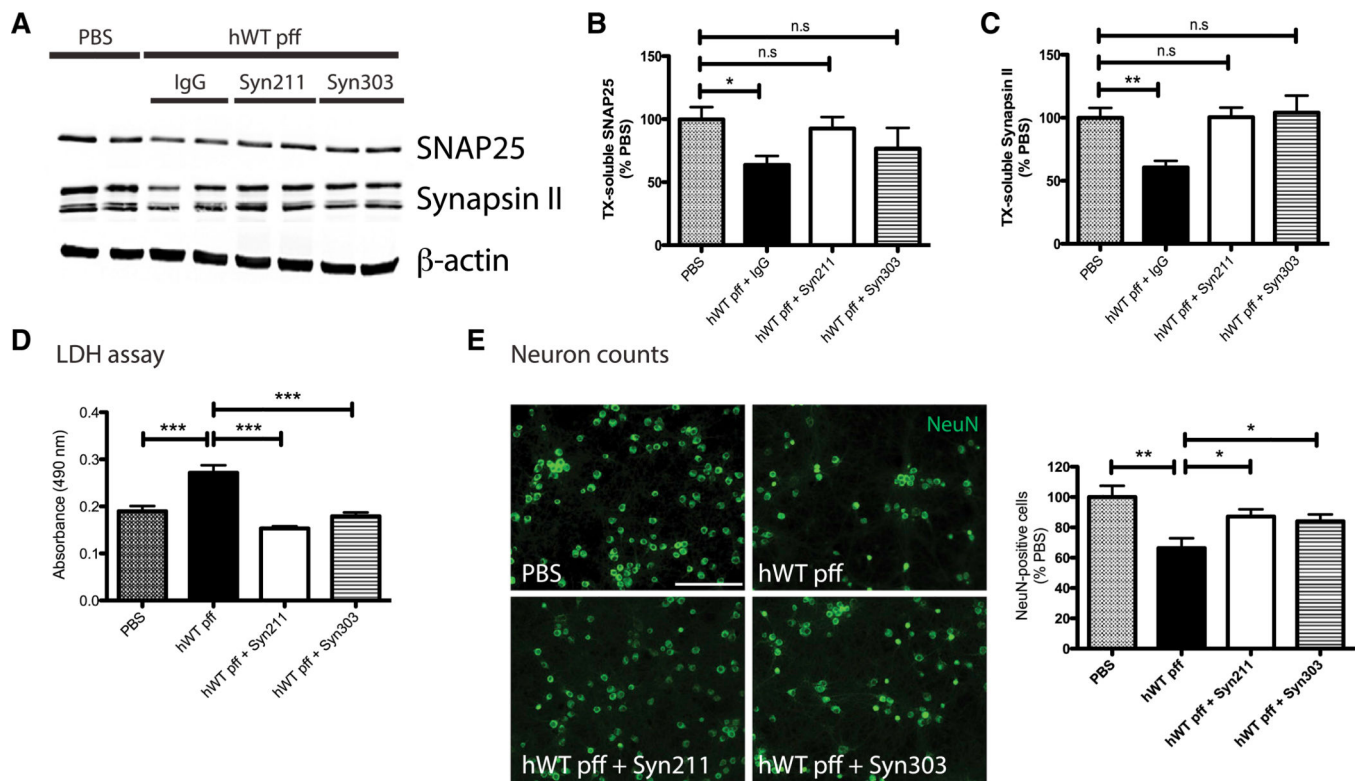 A
PBS
hWT pff
IgG
Syn211
Syn303
SNAP25
Synapsin II
β-actin
B
n.s
n.s
*
150
100
50
0
TX-soluble SNAP25
(% PBS)
PBS
hWT pff + IgG
hWT pff + Syn211
hWT pff + Syn303
C
n.s
n.s
**
150
100
50
0
TX-soluble Synapsin II
(% PBS)
PBS
hWT pff + IgG
hWT pff + Syn211
hWT pff + Syn303
D
LDH assay
***
***
***
0.4
0.3
0.2
0.1
0.0
Absorbance (490 nm)
PBS
hWT pff
hWT pff + Syn211
hWT pff + Syn303
E
Neuron counts
PBS
NeuN
hWT pff
hWT pff + Syn211
hWT pff + Syn303
*
**
*
120
100
80
60
40
20
0
NeuN-positive cells
(% PBS)
PBS
hWT pff
hWT pff + Syn211
hWT pff + Syn303